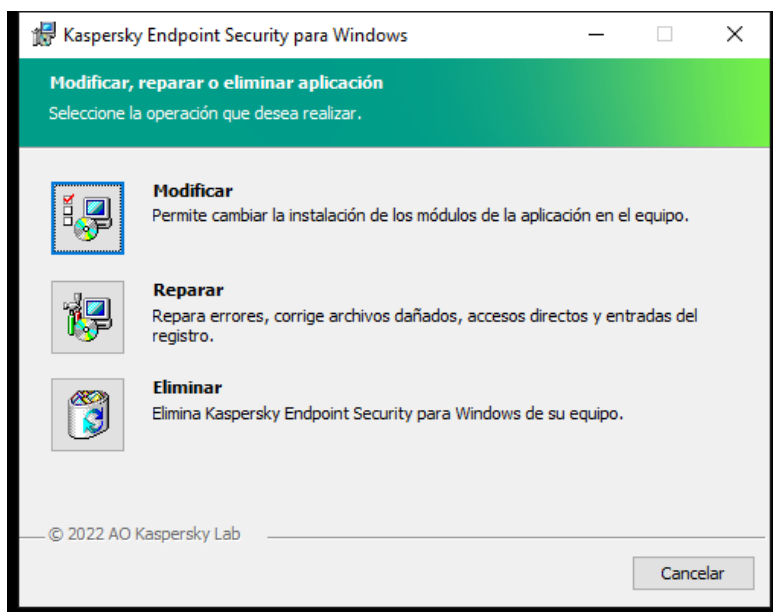 Kaspersky Endpoint Security para Windows
Modificar, reparar o eliminar aplicación
Seleccione la operación que desea realizar.
Modificar
Permite cambiar la instalación de los módulos de la aplicación en el equipo.
Reparar
Repara errores, corrige archivos dañados, accesos directos y entradas del
registro.
Eliminar
Elimina Kaspersky Endpoint Security para Windows de su equipo.
© 2022 AO Kaspersky Lab
Cancelar